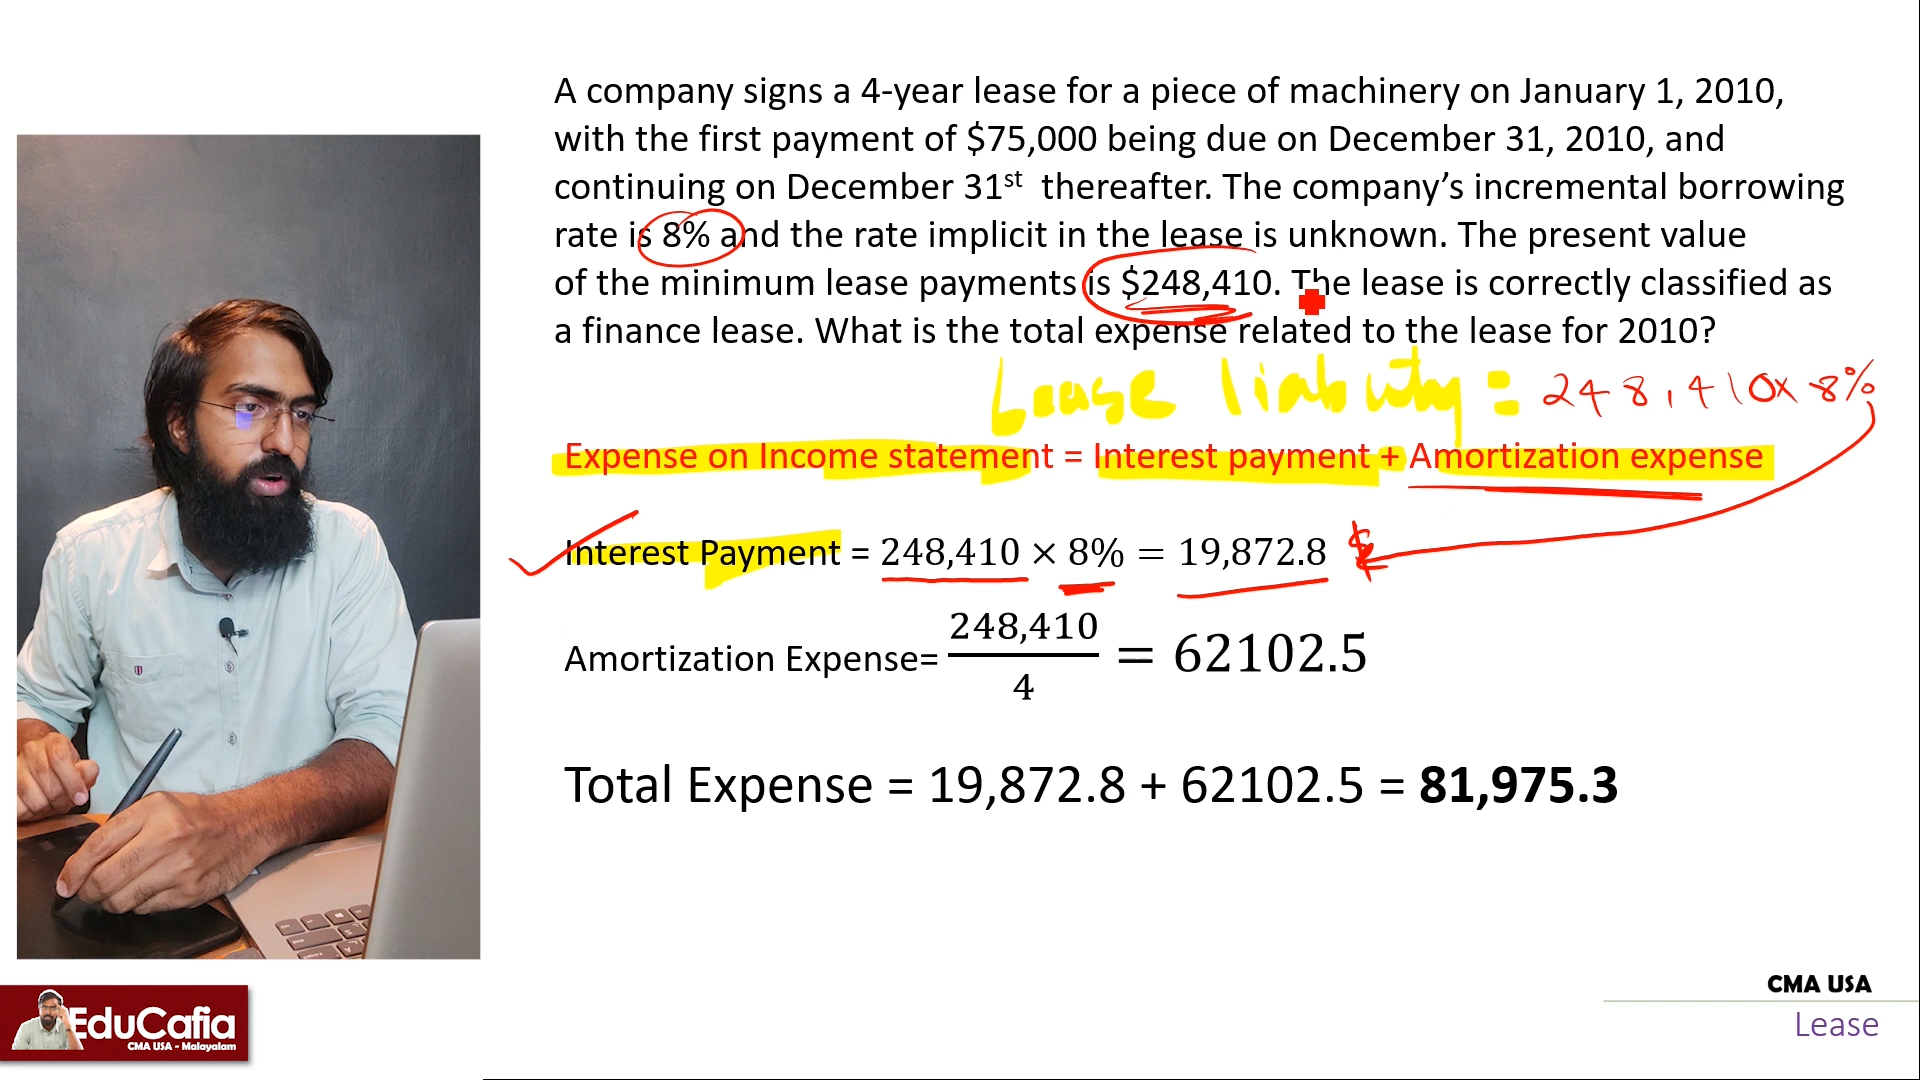 A company signs a 4-year lease for a piece of machinery on January 1, 2010,
with the first payment of $75,000 being due on December 31, 2010, and
continuing on December 31st thereafter. The company’s incremental borrowing
rate is 8% and the rate implicit in the lease is unknown. The present value
of the minimum lease payments is $248,410. The lease is correctly classified as
a finance lease. What is the total expense related to the lease for 2010?
Lease liability = 248,410x 8%
Expense on Income statement = Interest payment + Amortization expense
Interest Payment = 248,410 × 8% = 19,872.8 $
Amortization Expense= 248,410/4 = 62102.5
Total Expense = 19,872.8 + 62102.5 = 81,975.3
CMA USA
Lease
EduCafia
CMA USA - Malayalam